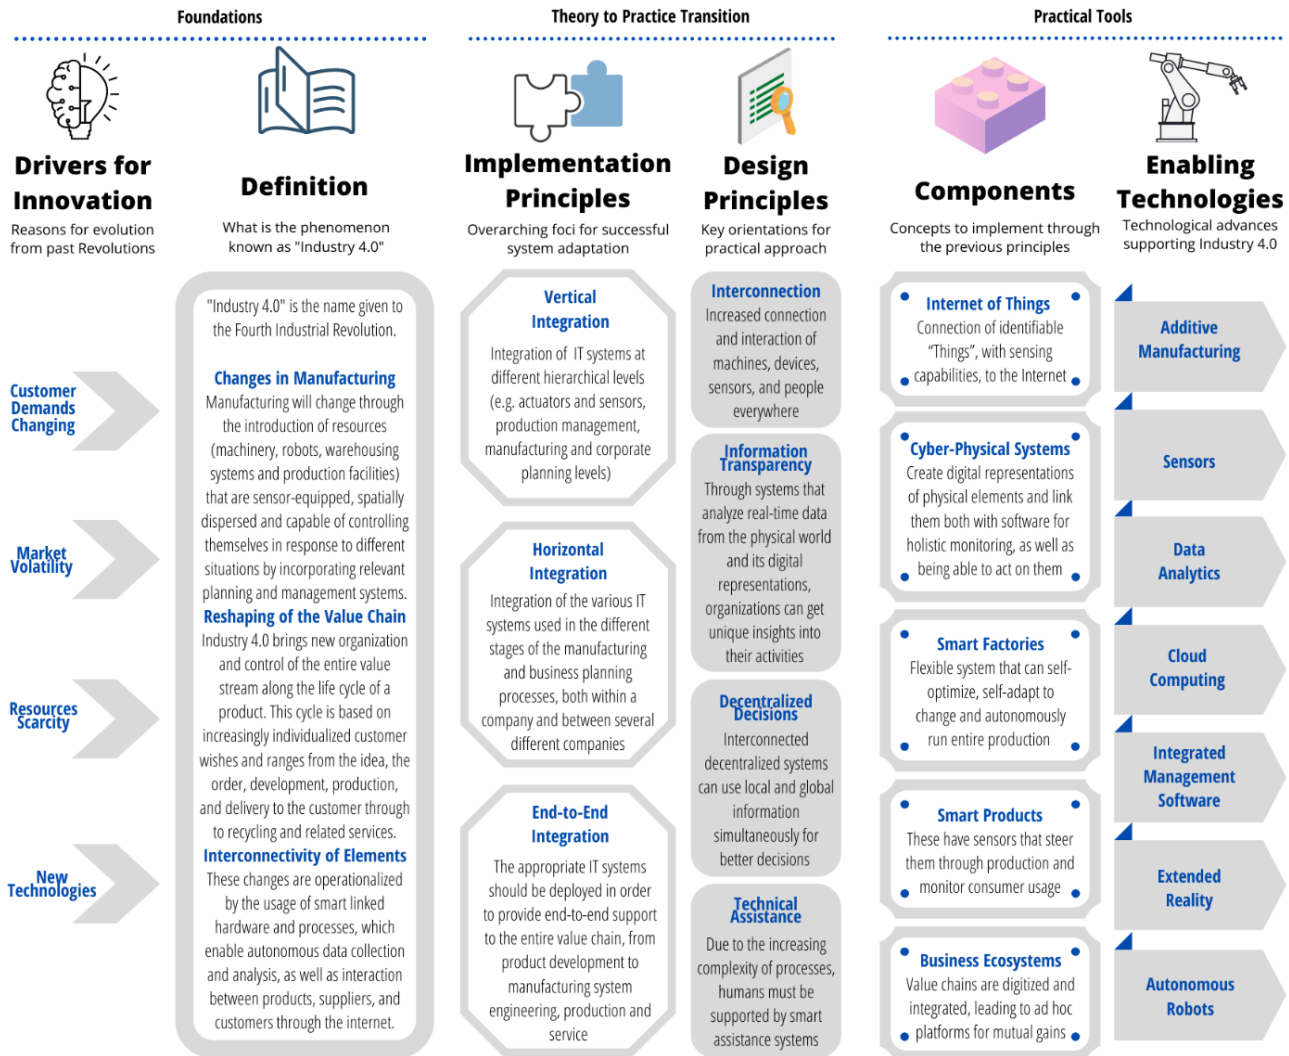 Foundations
Theory to Practice Transition
Practical Tools
Drivers for
Innovation
Reasons for evolution
from past Revolutions
Customer
Demands
Changing
Market
Volatility
Resources
Scarcity
New
Technologies
Definition
What is the phenomenon
known as "Industry 4.0"
"Industry 4.0" is the name given to
the Fourth Industrial Revolution.
Changes in Manufacturing
Manufacturing will change through
the introduction of resources
(machinery, robots, warehousing
systems and production facilities)
that are sensor-equipped, spatially
dispersed and capable of controlling
themselves in response to different
situations by incorporating relevant
planning and management systems.
Reshaping of the Value Chain
Industry 4.0 brings new organization
and control of the entire value
stream along the life cycle of a
product. This cycle is based on
increasingly individualized customer
wishes and ranges from the idea, the
order, development, production,
and delivery to the customer through
to recycling and related services.
Interconnectivity of Elements
These changes are operationalized
by the usage of smart linked
hardware and processes, which
enable autonomous data collection
and analysis, as well as interaction
between products, suppliers, and
customers through the internet.
Implementation
Principles
Overarching foci for successful
system adaptation
Vertical
Integration
Integration of IT systems at
different hierarchical levels
(e.g. actuators and sensors,
production management,
manufacturing and corporate
planning levels)
Horizontal
Integration
Integration of the various IT
systems used in the different
stages of the manufacturing
and business planning
processes, both within a
company and between several
different companies
End-to-End
Integration
The appropriate IT systems
should be deployed in order
to provide end-to-end support
to the entire value chain, from
product development to
manufacturing system
engineering, production and
service
Design
Principles
Key orientations for
practical approach
Interconnection
Increased connection
and interaction of
machines, devices,
sensors, and people
everywhere
Information
Transparency
Through systems that
analyze real-time data
from the physical world
and its digital
representations,
organizations can get
unique insights into
their activities
Decentralized
Decisions
Interconnected
decentralized systems
can use local and global
information
simultaneously for
better decisions
Technical
Assistance
Due to the increasing
complexity of processes,
humans must be
supported by smart
assistance systems
Components
Concepts to implement through
the previous principles
Internet of Things
Connection of identifiable
“Things”, with sensing
capabilities, to the Internet
Cyber-Physical Systems
Create digital representations
of physical elements and link
them both with software for
holistic monitoring, as well as
being able to act on them
Smart Factories
Flexible system that can self-
optimize, self-adapt to
change and autonomously
run entire production
Smart Products
These have sensors that steer
them through production and
monitor consumer usage
Business Ecosystems
Value chains are digitized and
integrated, leading to ad hoc
platforms for mutual gains
Enabling
Technologies
Technological advances
supporting Industry 4.0
Additive
Manufacturing
Sensors
Data
Analytics
Cloud
Computing
Integrated
Management
Software
Extended
Reality
Autonomous
Robots